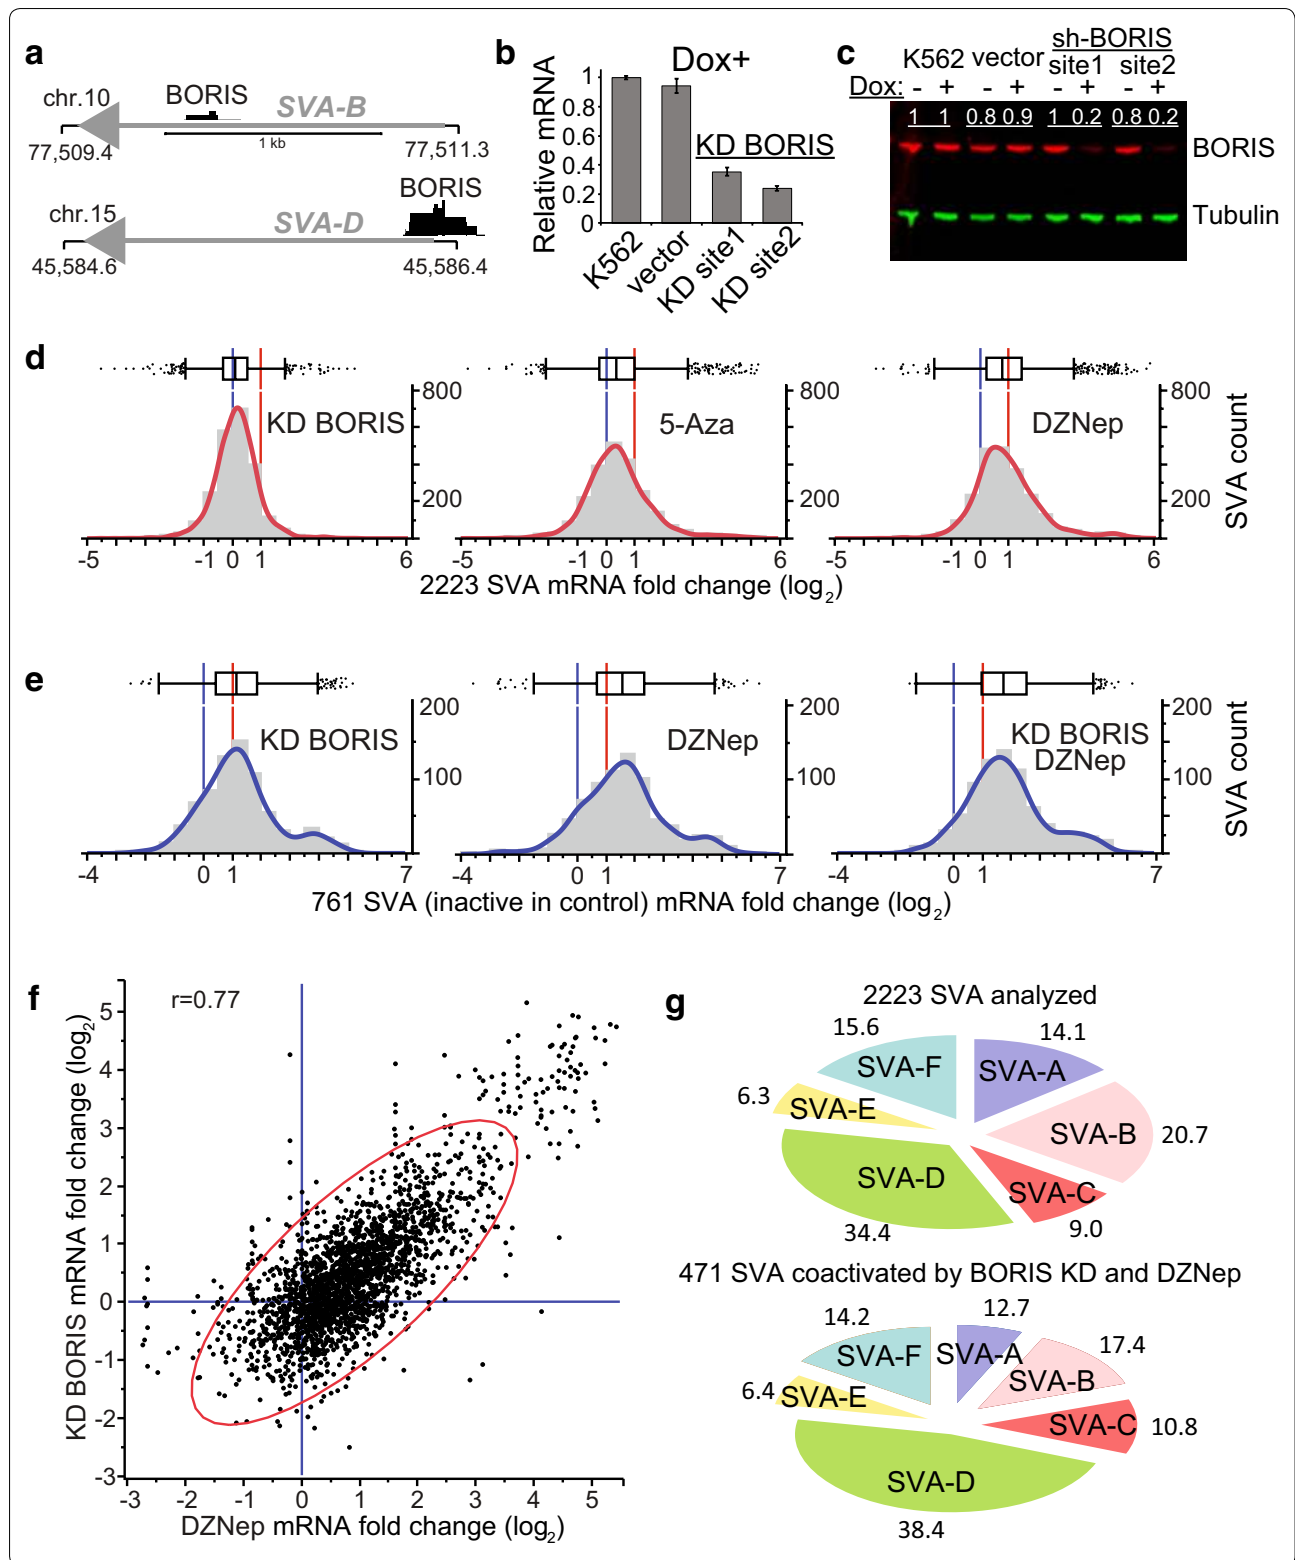 a
chr.10
BORIS
SVA-B
1 kb
77,509.4
77,511.3
BORIS
chr.15
SVA-D
45,584.6
45,586.4
b
Dox+
Relative mRNA
1
0.8
0.6
0.4
0.2
0
KD BORIS
K562
vector
KD site1
KD site2
c
sh-BORIS
K562 vector site1 site2
Dox: - + - + - + - +
1 1 0.8 0.9 1 0.2 0.8 0.2
BORIS
Tubulin
d
KD BORIS
800
200
-5 -1 0 1 6
5-Aza
800
200
-5 -1 0 1 6
DZNep
800
200
-5 -1 0 1 6
SVA count
2223 SVA mRNA fold change (log2)
e
KD BORIS
200
100
-4 0 1 7
DZNep
200
100
-4 0 1 7
KD BORIS
DZNep
200
100
-4 0 1 7
SVA count
761 SVA (inactive in control) mRNA fold change (log2)
f
r=0.77
KD BORIS mRNA fold change (log2)
5
4
3
2
1
0
-1
-2
-3
-3 -2 -1 0 1 2 3 4 5
DZNep mRNA fold change (log2)
g
2223 SVA analyzed
15.6
14.1
SVA-F
SVA-A
6.3
SVA-E
SVA-B
20.7
SVA-D
SVA-C
34.4
9.0
471 SVA coactivated by BORIS KD and DZNep
14.2
12.7
17.4
SVA-F
SVA-A
SVA-B
6.4
SVA-E
SVA-C
10.8
SVA-D
38.4